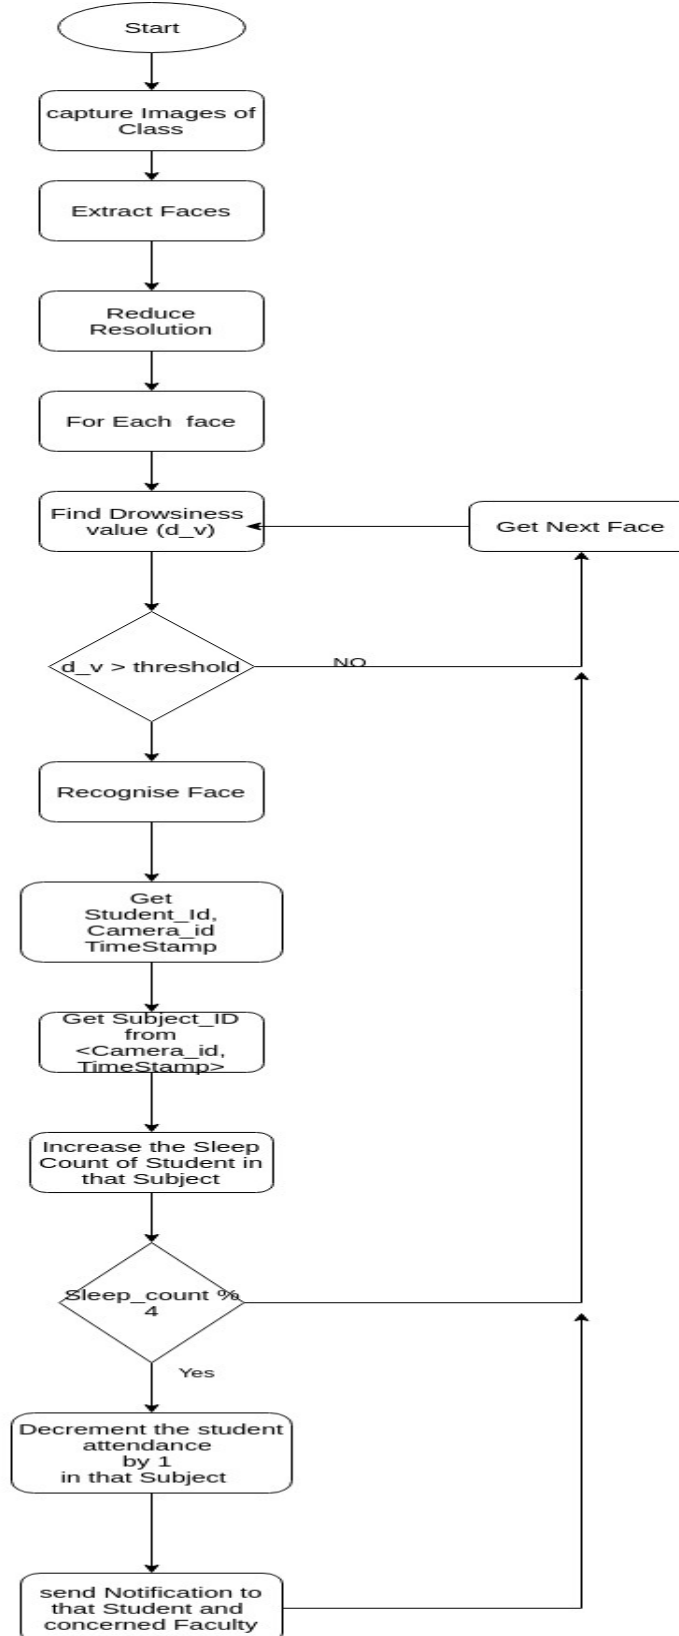 Start
capture Images of
Class
Extract Faces
Reduce
Resolution
For Each  face
Find Drowsiness
value (d_v)
Get Next Face
d_v > threshold
NO
Recognise Face
Get
Student_Id,
Camera_id
TimeStamp
Get Subject_ID
from
<Camera_id,
TimeStamp>
Increase the Sleep
Count of Student in
that Subject
Sleep_count %
4
Yes
Decrement the student
attendance
by 1
in that Subject
send Notification to
that Student and
concerned Faculty